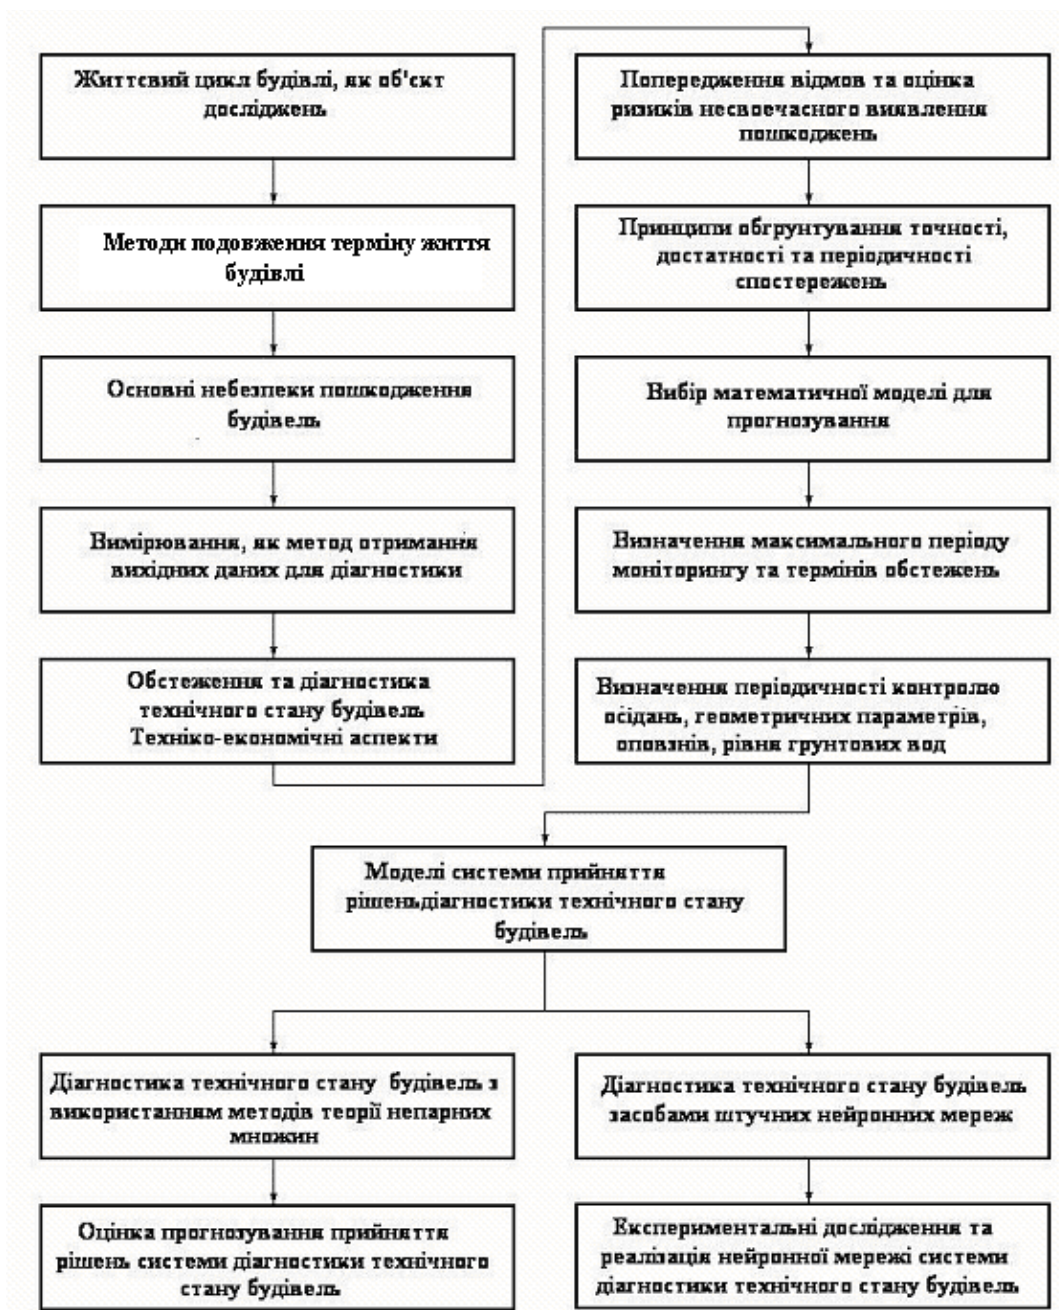 Життєвий цикл будівлі, як об'єкт
досліджень
Методи подовження терміну життя
будівлі
Основні небезпеки пошкодження
будівель
Вимірювання, як метод отримання
вихідних даних для діагностики
Обстеження та діагностика
технічного стану будівель
Техніко-економічні аспекти
Попередження відмов та оцінка
ризиків несвоечасного виявлення
пошкоджень
Принципи обгрунтування точності,
достатності та періодичності
спостережень
Вибір математичної моделі для
прогнозування
Визначення максимального періоду
моніторингу та термінів обстежень
Визначення періодичності контролю
осідань, геометричних параметрів,
оповзнів, рівня грунтових вод
Моделі системи прийняття
рішеньдіагностики технічного стану
будівель
Діагностика технічного стану будівель з
використанням методів теорії непарних
множин
Оцінка прогнозування прийняття
рішень системи діагностики технічного
стану будівель
Діагностика технічного стану будівель
засобами штучних нейронних мереж
Експериментальні дослідження та
реалізація нейронної мережі системи
діагностики технічного стану будівель